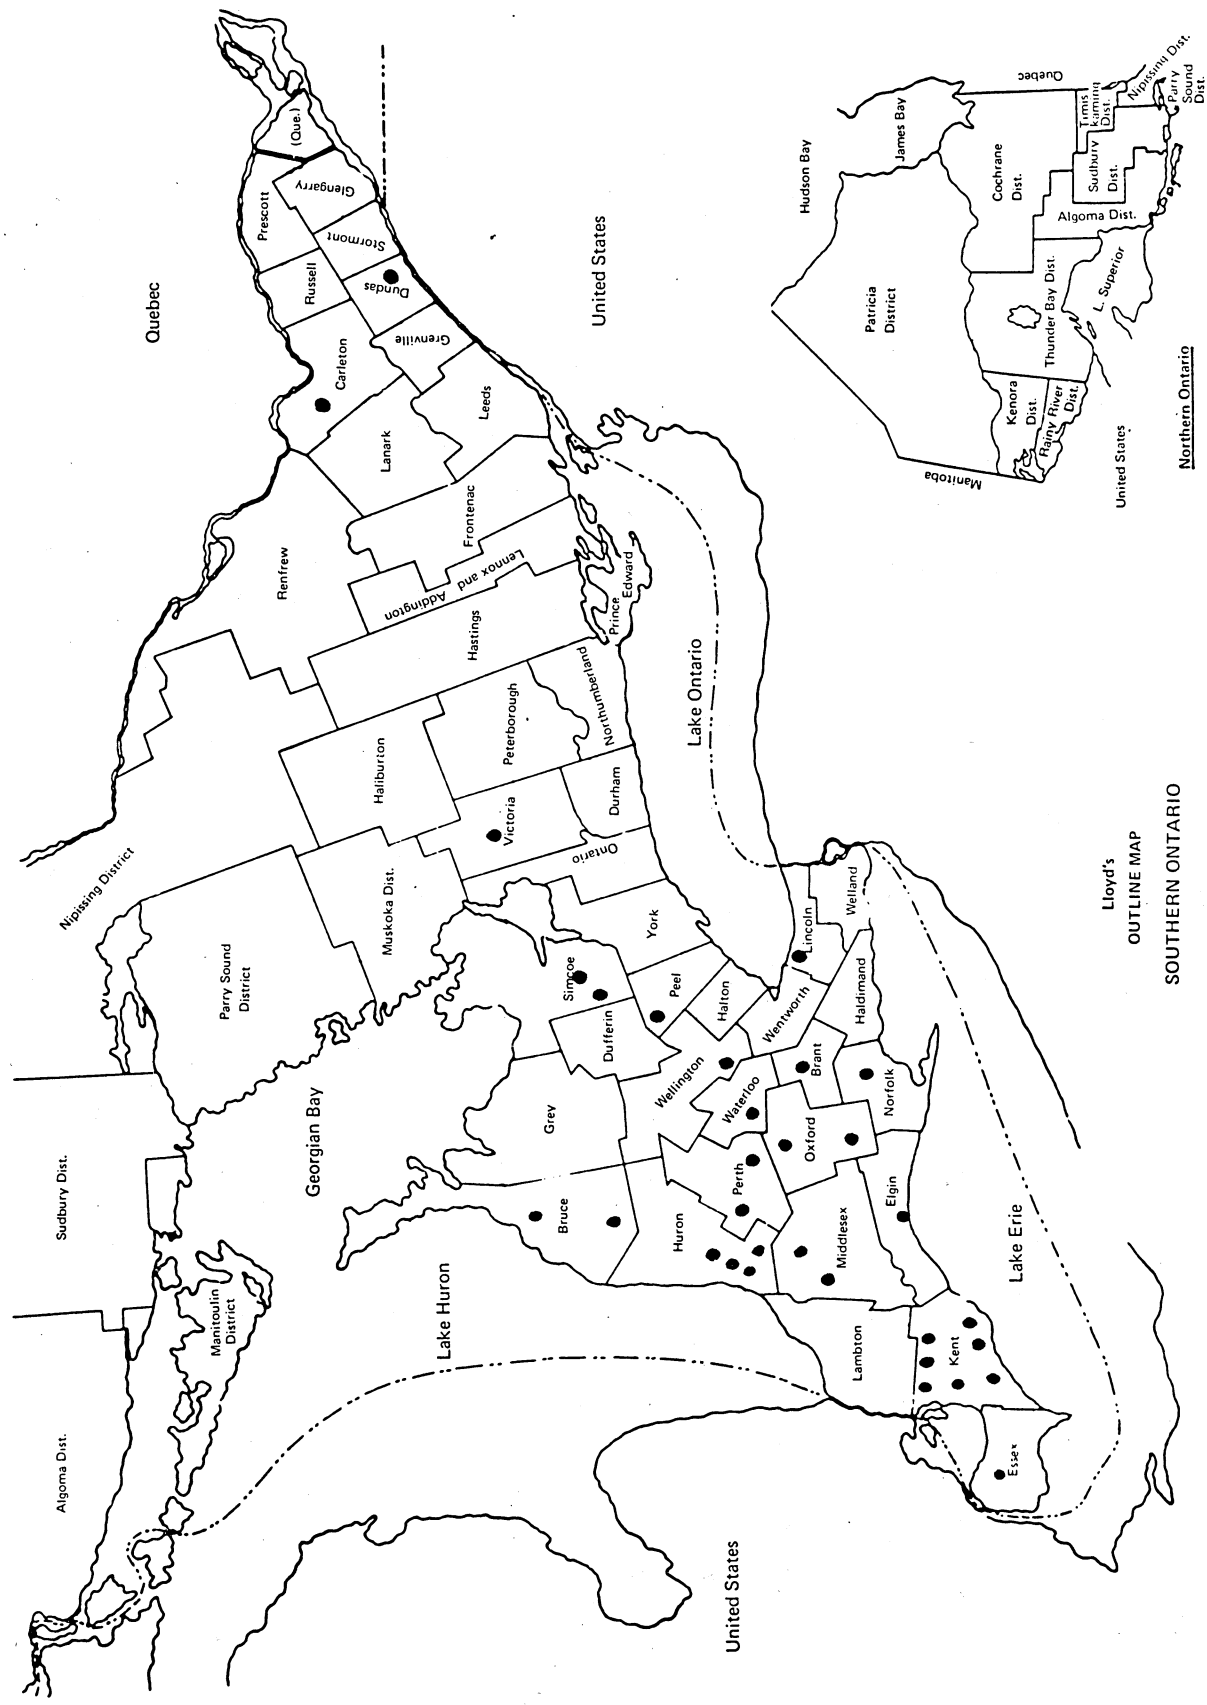 Quebec
(Que.)
Prescott
Glengarry
Russell
Stormont
Dundas
Carleton
Grenville
Lanark
Leeds
Renfrew
Frontenac
Lennox and
Addington
Hastings
Prince
Edward
Haliburton
Peterborough
Northumberland
Victoria
Durham
Ontario
Nipissing District
Parry Sound
District
Muskoka Dist.
York
Simcoe
Peel
Dufferin
Halton
Lincoln
Welland
Wentworth
Haldimand
Wellington
Waterloo
Brant
Norfolk
Grey
Oxford
Bruce
Perth
Huron
Elgin
Middlesex
Lambton
Kent
Essex
Sudbury Dist.
Manitoulin
District
Algoma Dist.
Georgian Bay
Lake Huron
Lake Ontario
Lake Erie
United States
United States
Hudson Bay
James Bay
Quebec
Patricia
District
Cochrane
Dist.
Timis
kaming
Dist.
Nipissing Dist.
Parry
Sound
Dist.
Sudbury
Dist.
Algoma Dist.
Thunder Bay Dist.
L. Superior
Kenora
Dist.
Rainy River
Dist.
Manitoba
United States
Northern Ontario
Lloyd's
OUTLINE MAP
SOUTHERN ONTARIO